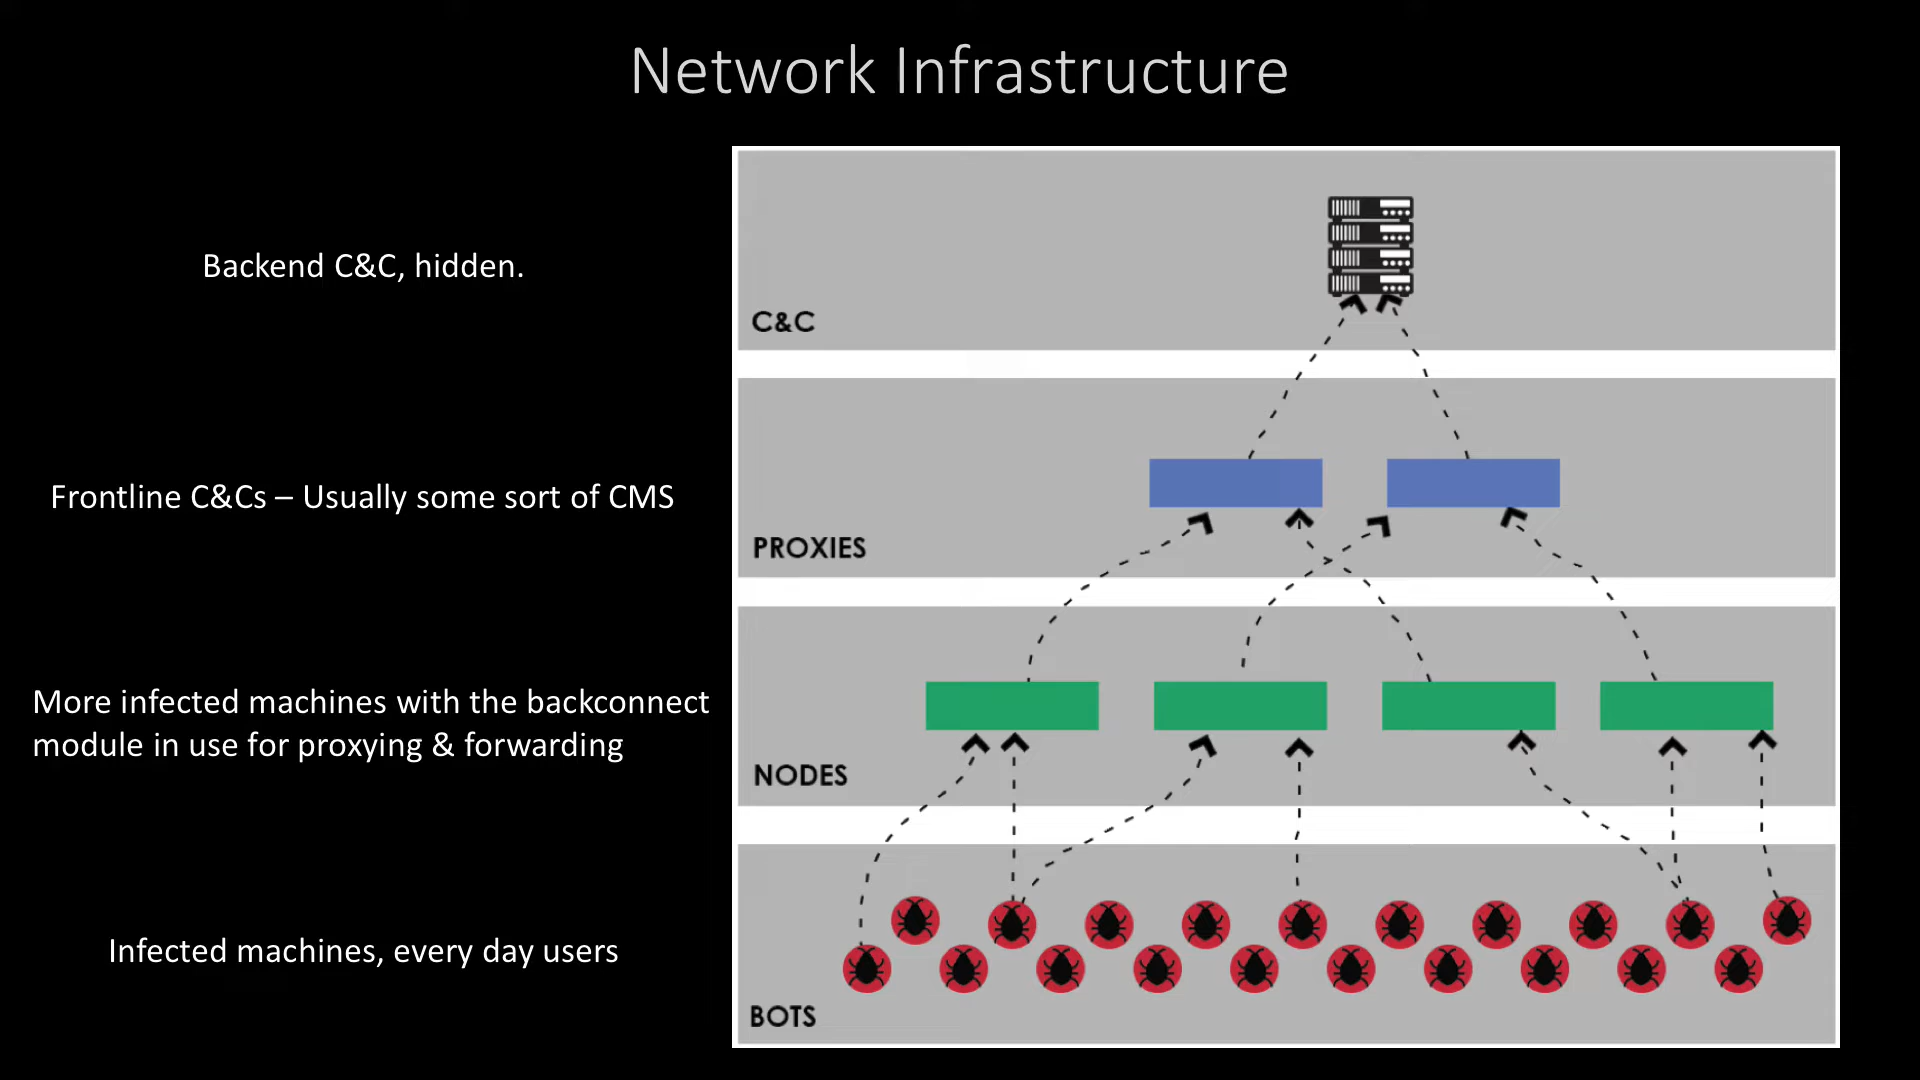 Network Infrastructure
Backend C&C, hidden.
C&C
Frontline C&Cs – Usually some sort of CMS
PROXIES
More infected machines with the backconnect
module in use for proxying & forwarding
NODES
Infected machines, every day users
BOTS